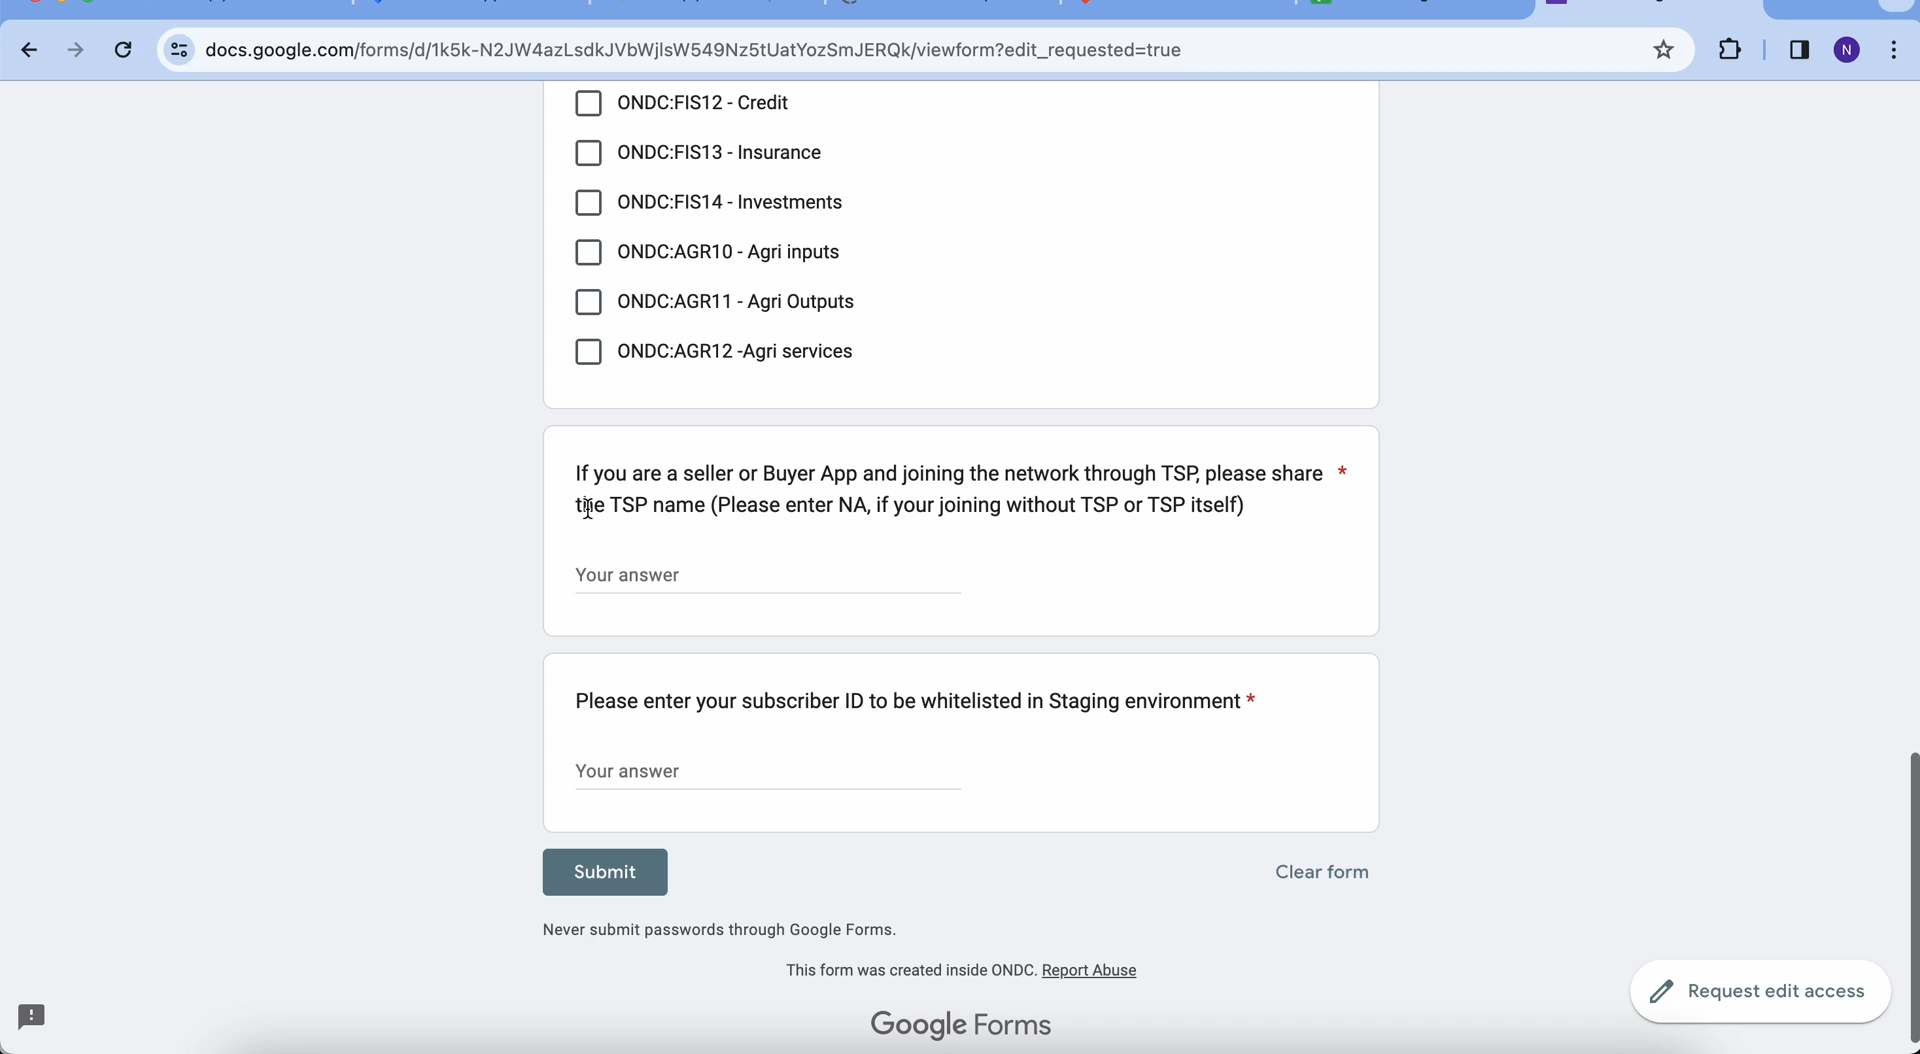 docs.google.com/forms/d/1k5k-N2JW4azLsdkJVbWjlsW549Nz5tUatYozSmJERQk/viewform?edit_requested=true
N
ONDC:FIS12 - Credit
ONDC:FIS13 - Insurance
ONDC:FIS14 - Investments
ONDC:AGR10 - Agri inputs
ONDC:AGR11 - Agri Outputs
ONDC:AGR12 -Agri services
If you are a seller or Buyer App and joining the network through TSP, please share *
the TSP name (Please enter NA, if your joining without TSP or TSP itself)
Your answer
Please enter your subscriber ID to be whitelisted in Staging environment *
Your answer
Submit
Clear form
Never submit passwords through Google Forms.
This form was created inside ONDC. Report Abuse
Request edit access
Google Forms